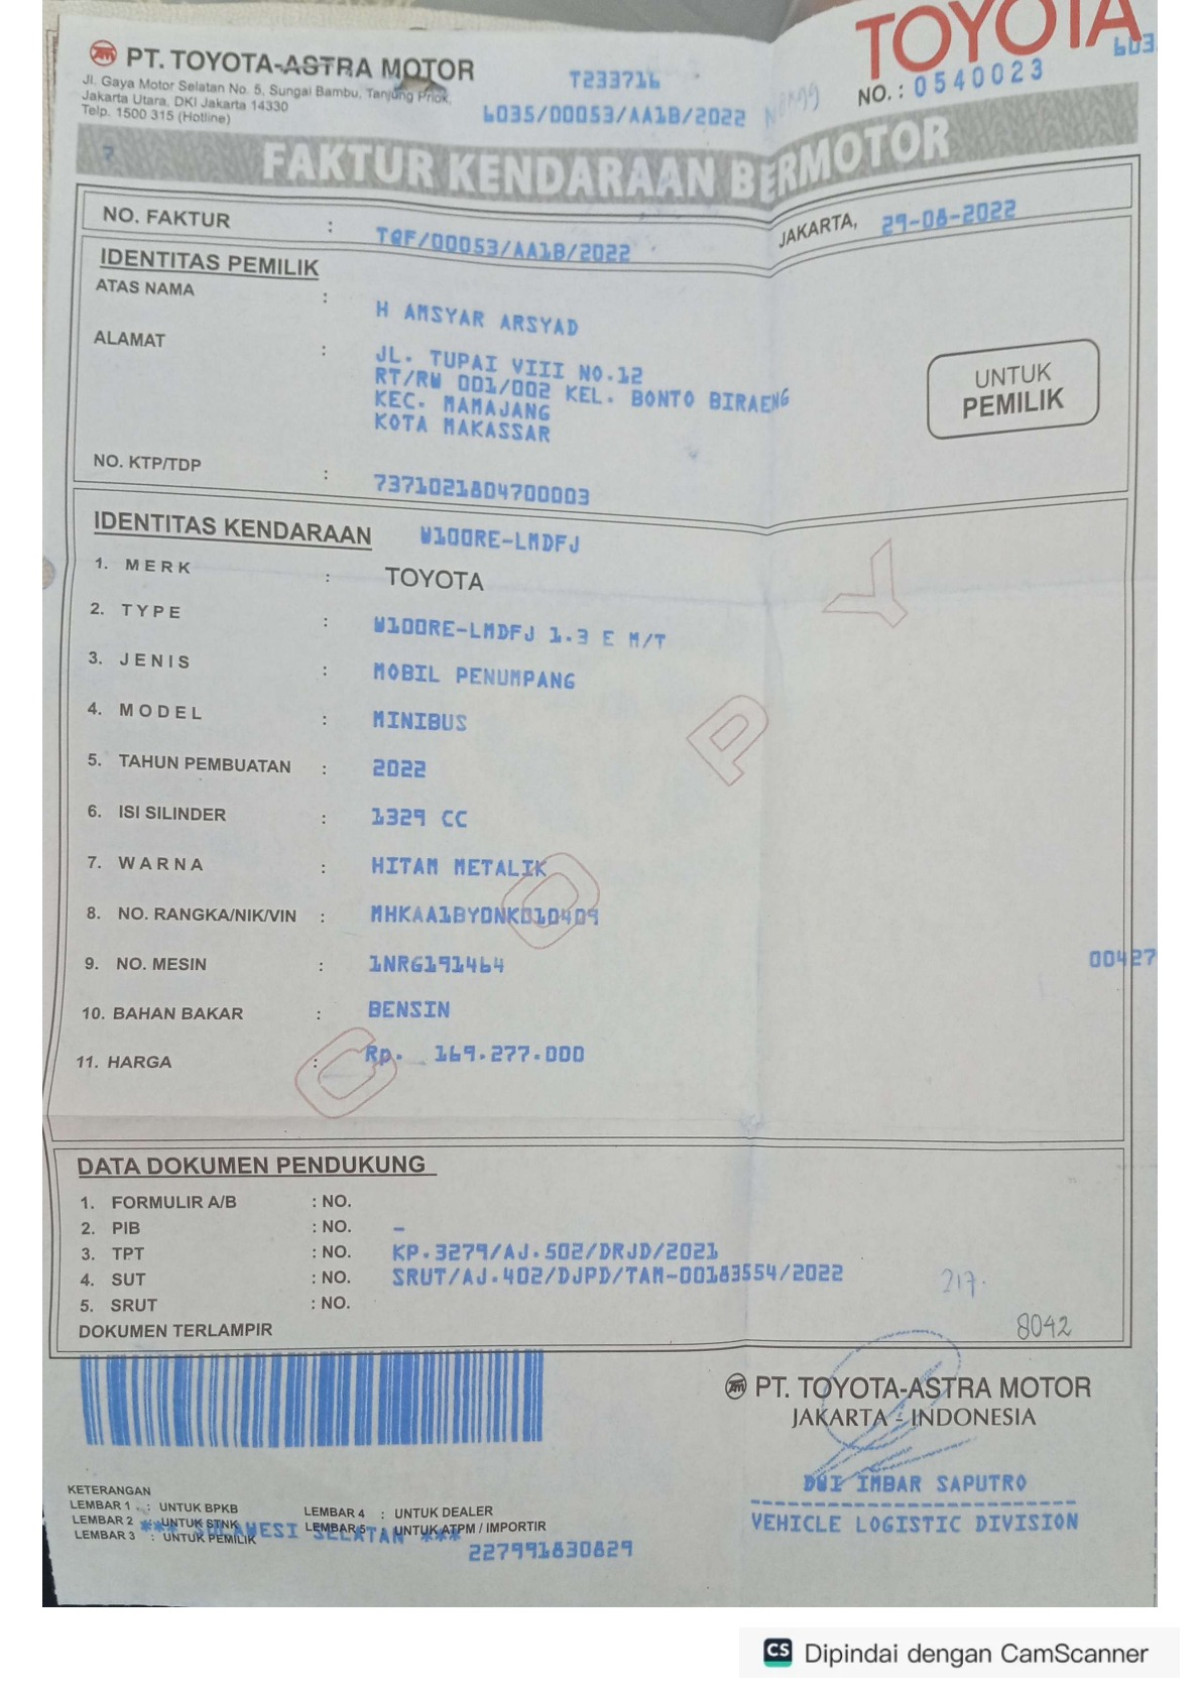 PT. TOYOTA-ASTRA MOTOR
Jl. Gaya Motor Selatan No. 5, Sungai Bambu, Tanjung Priok,
Jakarta Utara, DKI Jakarta 14330
Telp. 1500 315 (Hotline)
T233716
6035/00053/AA1B/2022
TOYOTA
603
NO. : 0540023
?
FAKTUR KENDARAAN BERMOTOR
NO. FAKTUR : TQF/00053/AA1B/2022
JAKARTA, 29-08-2022
IDENTITAS PEMILIK
ATAS NAMA : H AMSYAR ARSYAD
ALAMAT : JL. TUPAI VIII NO.12
RT/RW 001/002 KEL. BONTO BIRAENG
KEC. MAMAJANG
KOTA MAKASSAR
UNTUK
PEMILIK
NO. KTP/TDP : 7371021804700003
IDENTITAS KENDARAAN W100RE-LMDFJ
1. MERK : TOYOTA
2. TYPE : W100RE-LMDFJ 1.3 E M/T
3. JENIS : MOBIL PENUMPANG
4. MODEL : MINIBUS
5. TAHUN PEMBUATAN : 2022
6. ISI SILINDER : 1329 CC
7. WARNA : HITAM METALIK
8. NO. RANGKA/NIK/VIN : MHKAA1BY0NK010409
9. NO. MESIN : 1NRG191464
00427
10. BAHAN BAKAR : BENSIN
11. HARGA : Rp. 169.277.000
COPY
DATA DOKUMEN PENDUKUNG
1. FORMULIR A/B : NO.
2. PIB : NO. -
3. TPT : NO. KP.3279/AJ.502/DRJD/2021
4. SUT : NO. SRUT/AJ.402/DJPD/TAM-00183554/2022
5. SRUT : NO.
217.
DOKUMEN TERLAMPIR
8042
PT. TOYOTA-ASTRA MOTOR
JAKARTA - INDONESIA
DWI IMBAR SAPUTRO
VEHICLE LOGISTIC DIVISION
KETERANGAN
LEMBAR 1 : UNTUK BPKB
LEMBAR 2 : UNTUK STNK
LEMBAR 3 : UNTUK PEMILIK
LEMBAR 4 : UNTUK DEALER
LEMBAR 5 : UNTUK ATPM / IMPORTIR
*** SULAWESI SELATAN ***
227991830829
CS Dipindai dengan CamScanner